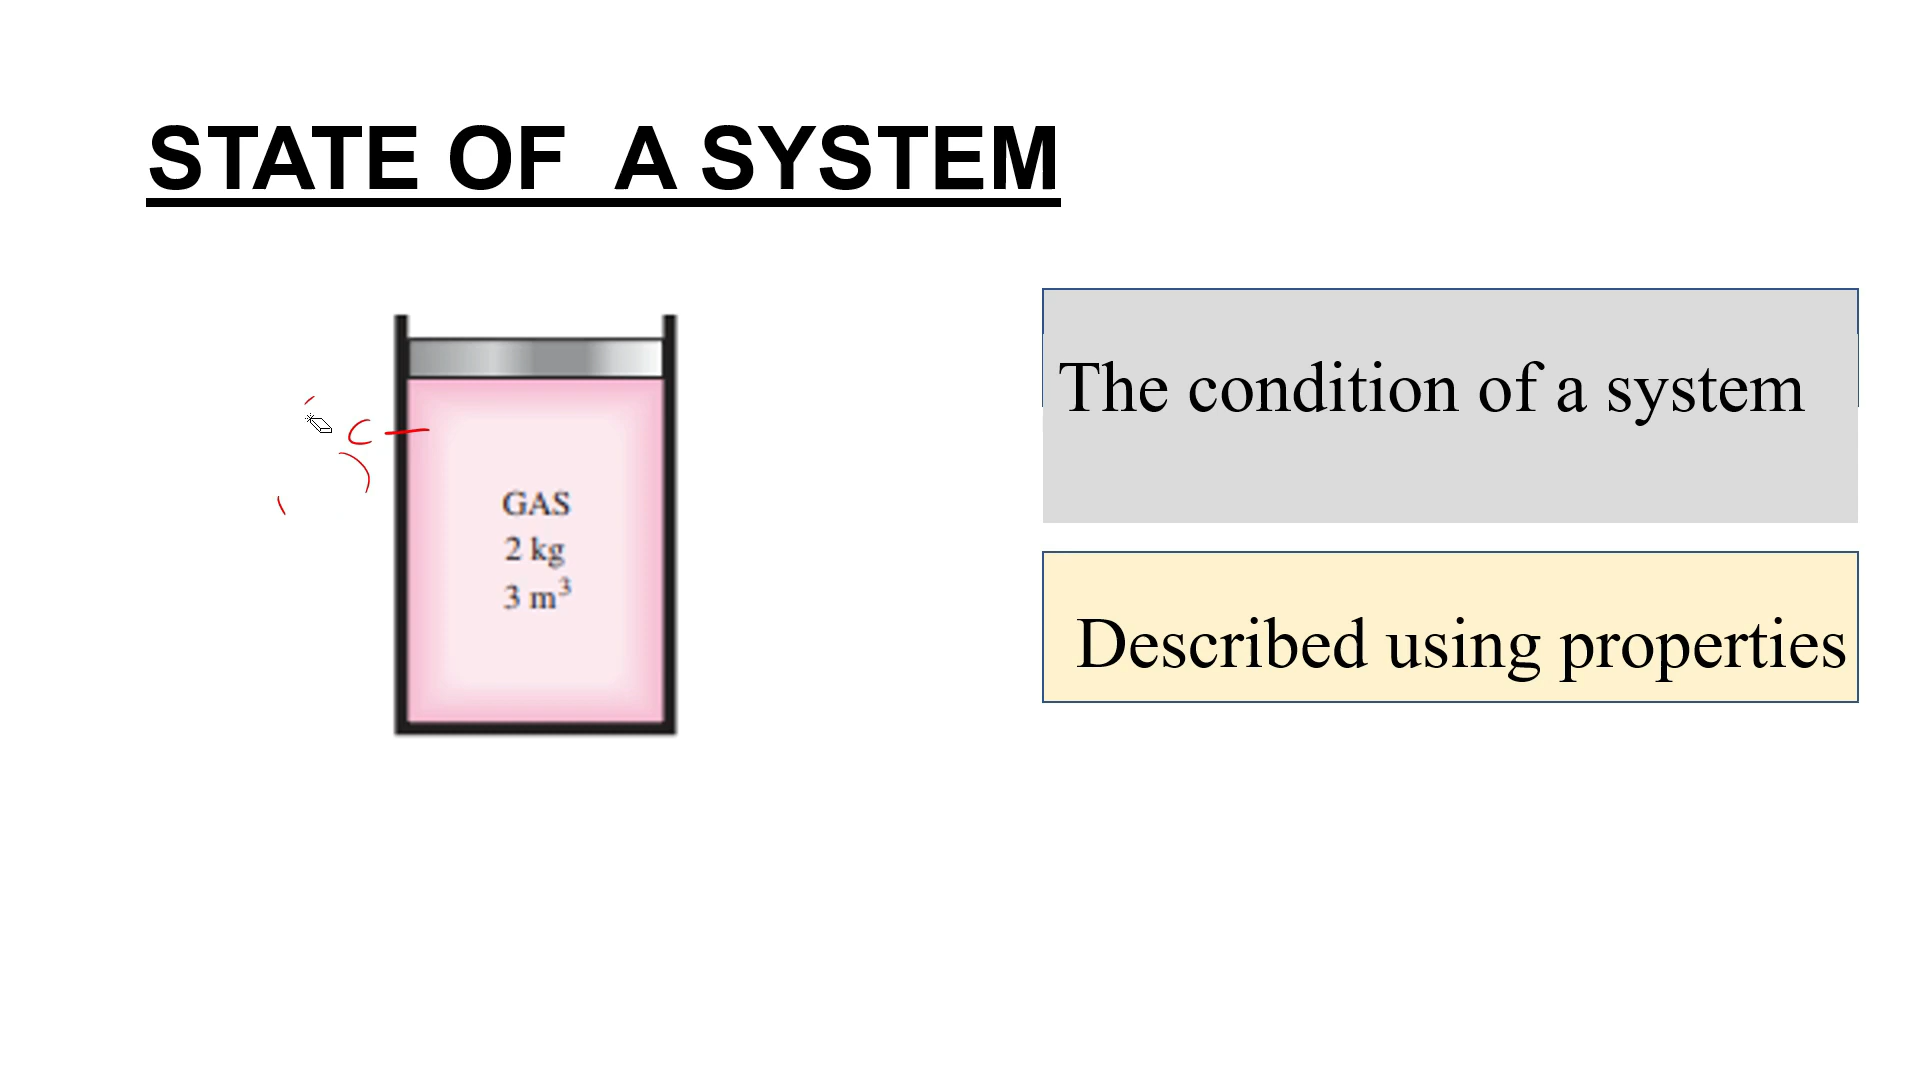 STATE OF A SYSTEM
The condition of a system
GAS
2 kg
3 m³
Described using properties